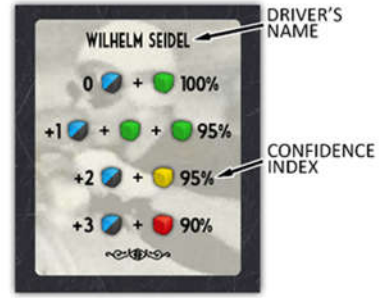 DRIVER'S
NAME
WILHELM SEIDEL
0 + 100%
+1 + + 95%
CONFIDENCE
INDEX
+2 + 95%
+3 + 90%